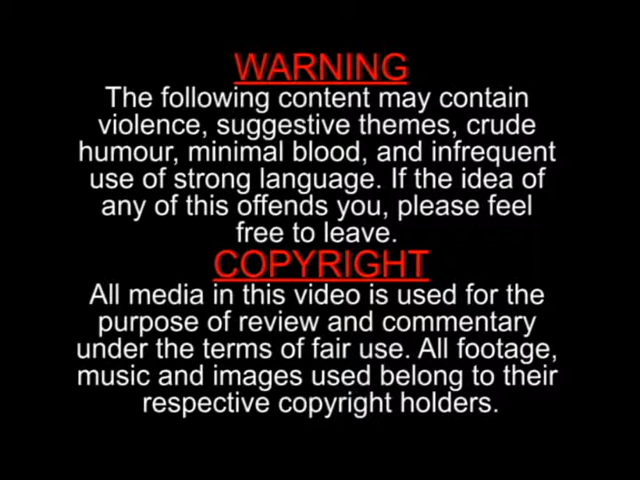 WARNING
The following content may contain
violence, suggestive themes, crude
humour, minimal blood, and infrequent
use of strong language. If the idea of
any of this offends you, please feel
free to leave.
COPYRIGHT
All media in this video is used for the
purpose of review and commentary
under the terms of fair use. All footage,
music and images used belong to their
respective copyright holders.